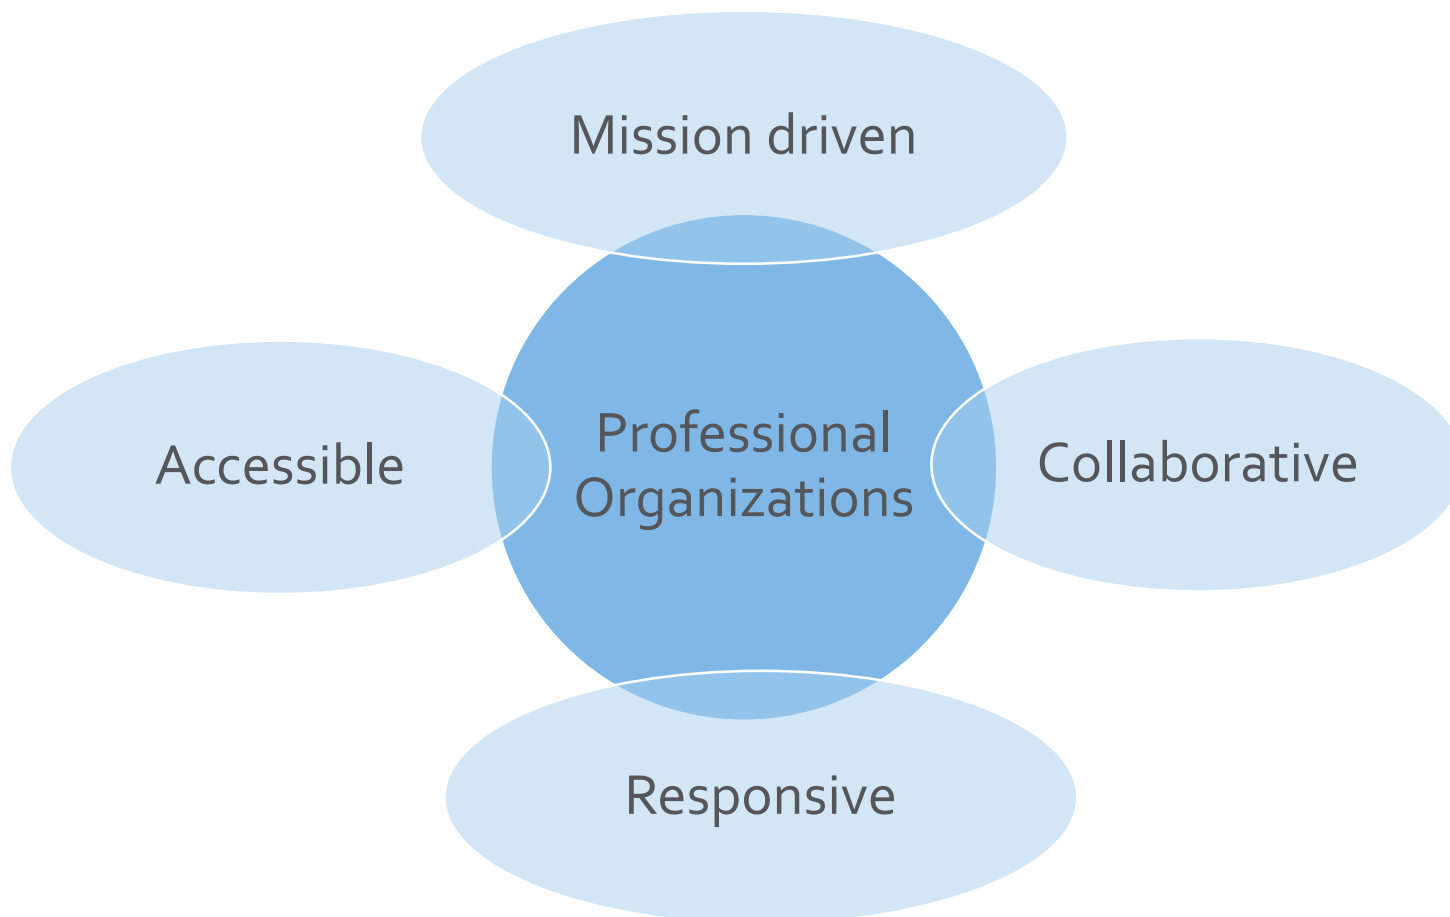 Mission driven
Accessible
Professional
Organizations
Collaborative
Responsive